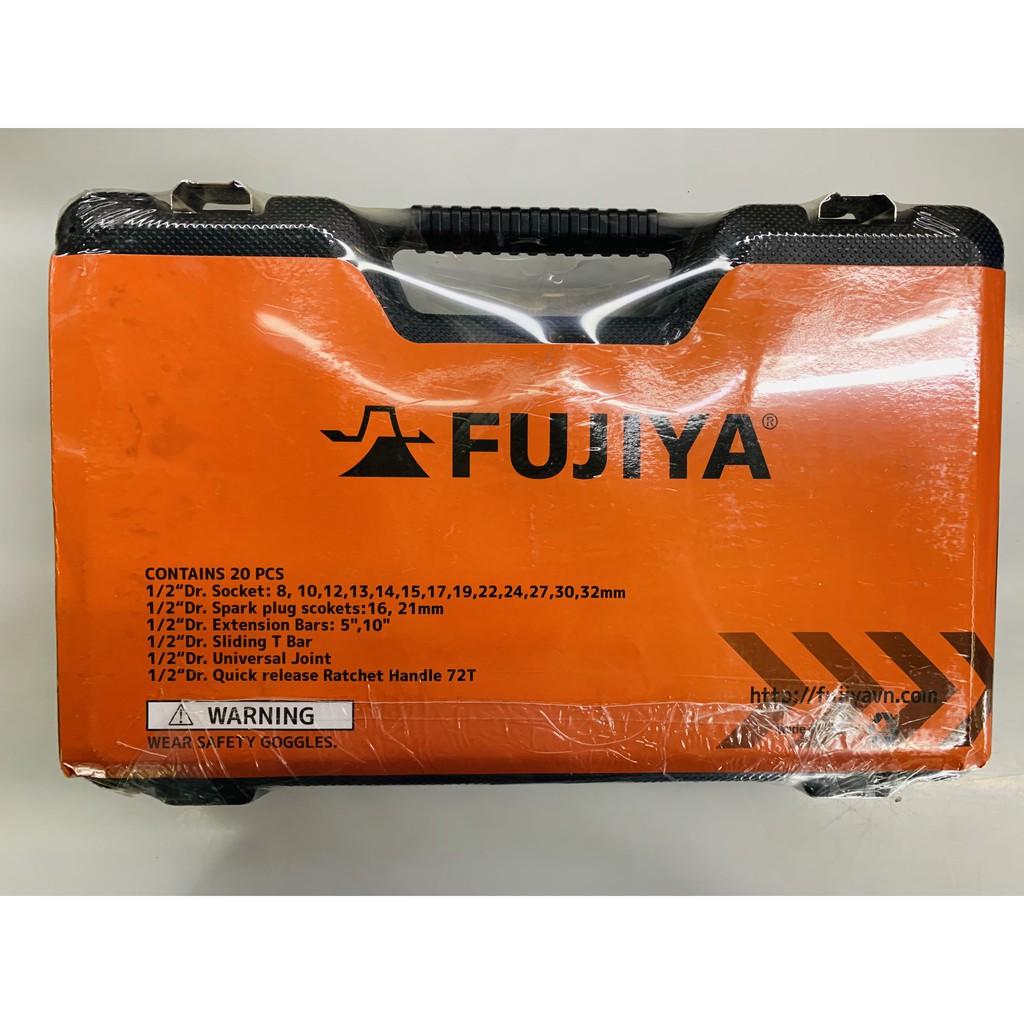 FUJIYA®
CONTAINS 20 PCS
1/2“Dr. Socket: 8, 10,12,13,14,15,17,19,22,24,27,30,32mm
1/2“Dr. Spark plug scokets:16, 21mm
1/2“Dr. Extension Bars: 5",10"
1/2“Dr. Sliding T Bar
1/2“Dr. Universal Joint
1/2“Dr. Quick release Ratchet Handle 72T
WARNING
WEAR SAFETY GOGGLES.
http://fujiyavn.com